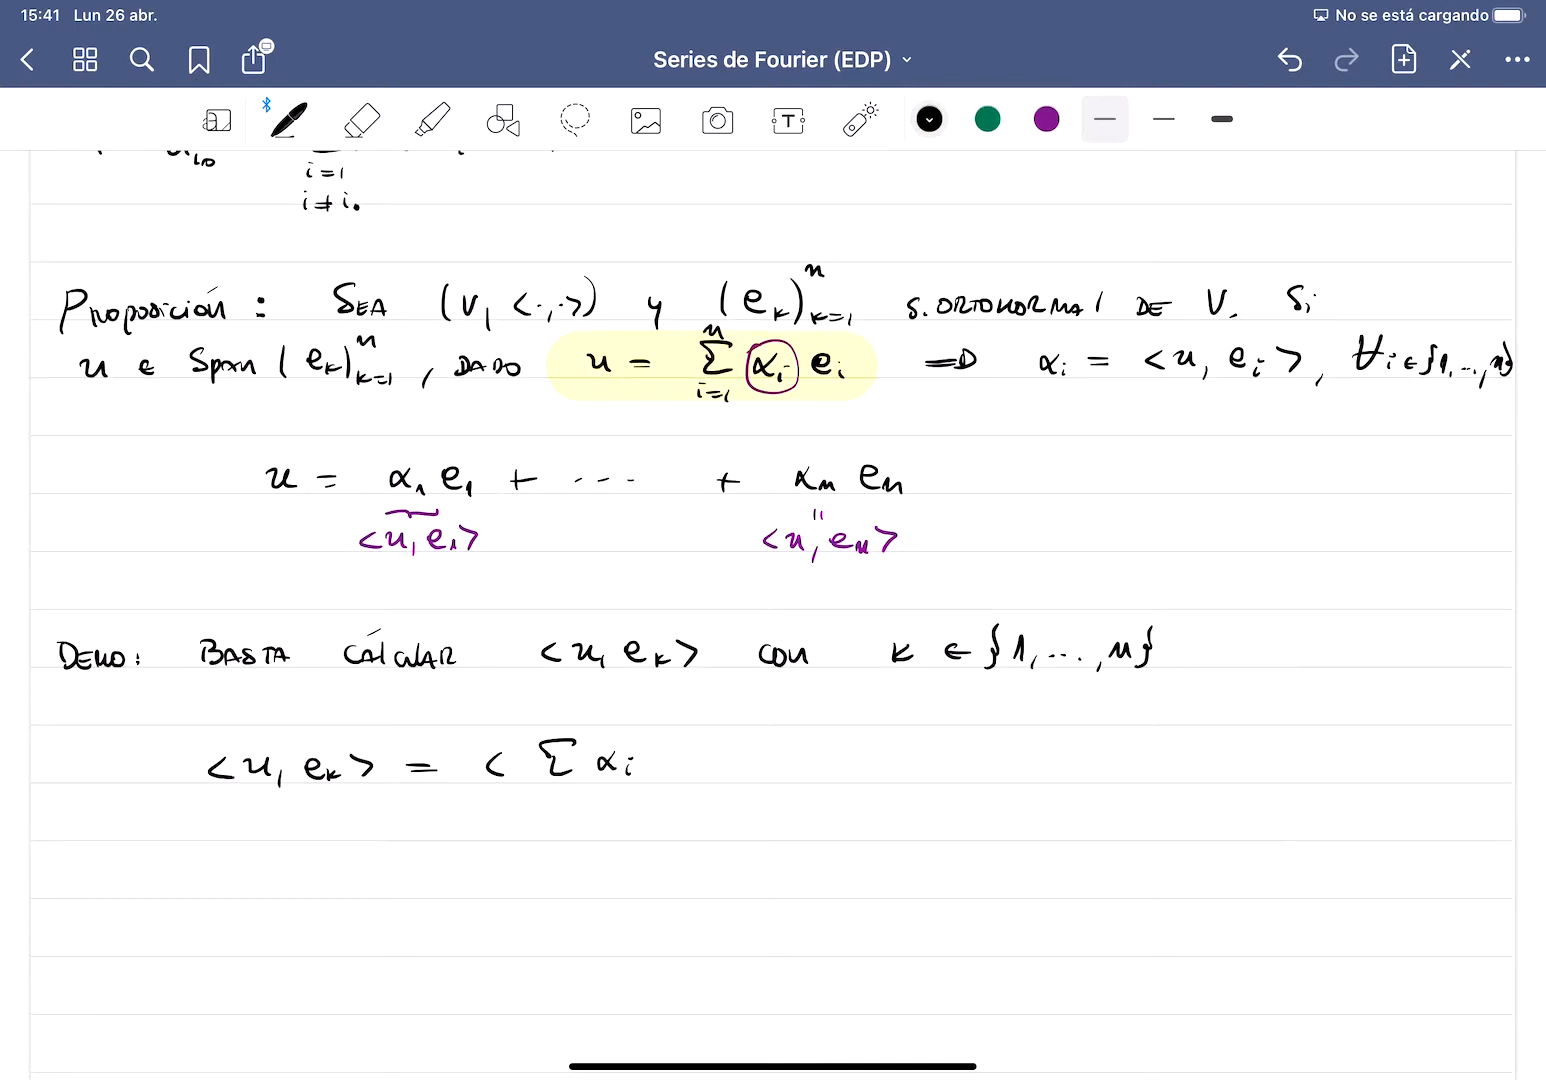 15:41 Lun 26 abr. No se está cargando
Series de Fourier (EDP)
i = 1
i ≠ i₀
Proposición : SEA (V, <·,·>) y (e_k)_{k=1}^n S. ORTONORMAl DE V. Si
u ∈ Span (e_k)_{k=1}^n , DADO u = Σ_{i=1}^n α_i e_i ⟹ α_i = <u, e_i>, ∀i∈{1,...,n}
u = α_1 e_1 + ... + α_n e_n
<u, e_1> <u, e_n>
DEMO: BASTA CÁlCulAR <u, e_k> con k ∈ {1, ..., n}
<u, e_k> = < Σ α_i